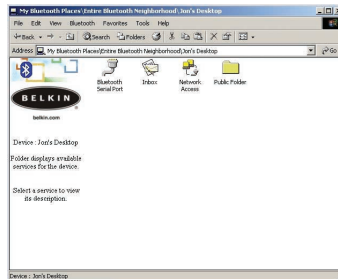 My Bluetooth Places\Entire Bluetooth Neighborhood\Jon's Desktop
File Edit View Bluetooth Favorites Tools Help
Back Search Folders
Address My Bluetooth Places\Entire Bluetooth Neighborhood\Jon's Desktop Go
Bluetooth
Serial Port
Inbox
Network
Access
Public Folder
BELKIN
belkin.com
Device : Jon's Desktop
Folder displays available
services for the device.
Select a service to view
its description.
Device : Jon's Desktop